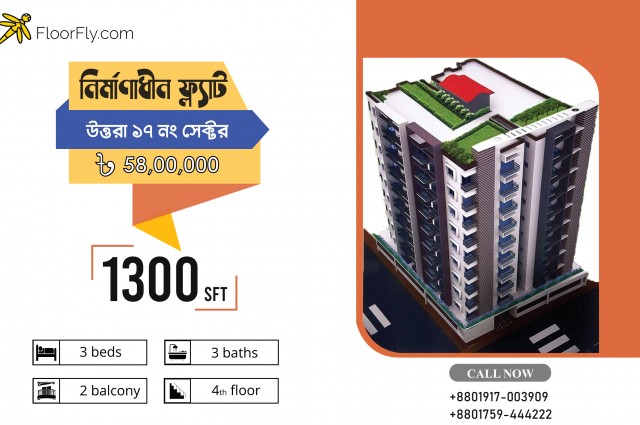 FloorFly.com
নির্মাণাধীন ফ্ল্যাট
উত্তরা ১৭ নং সেক্টর
৳ 58,00,000
1300 SFT
3 beds
3 baths
2 balcony
4th floor
CALL NOW
+8801917-003909
+8801759-444222